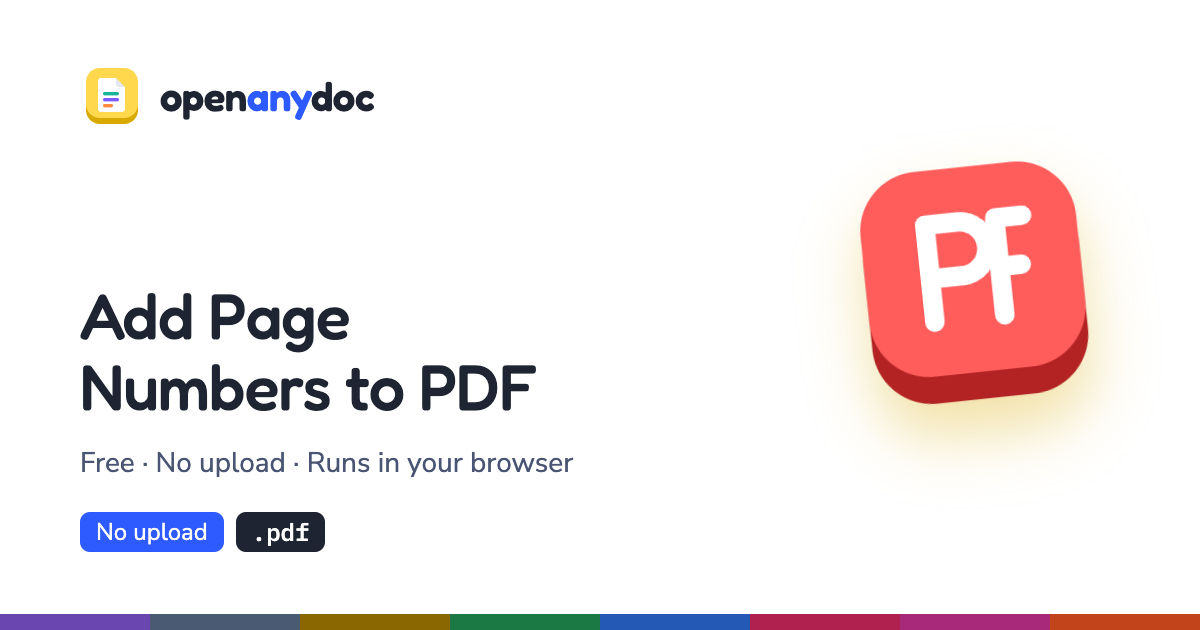 openanydoc
PF
Add Page
Numbers to PDF
Free · No upload · Runs in your browser
No upload
.pdf